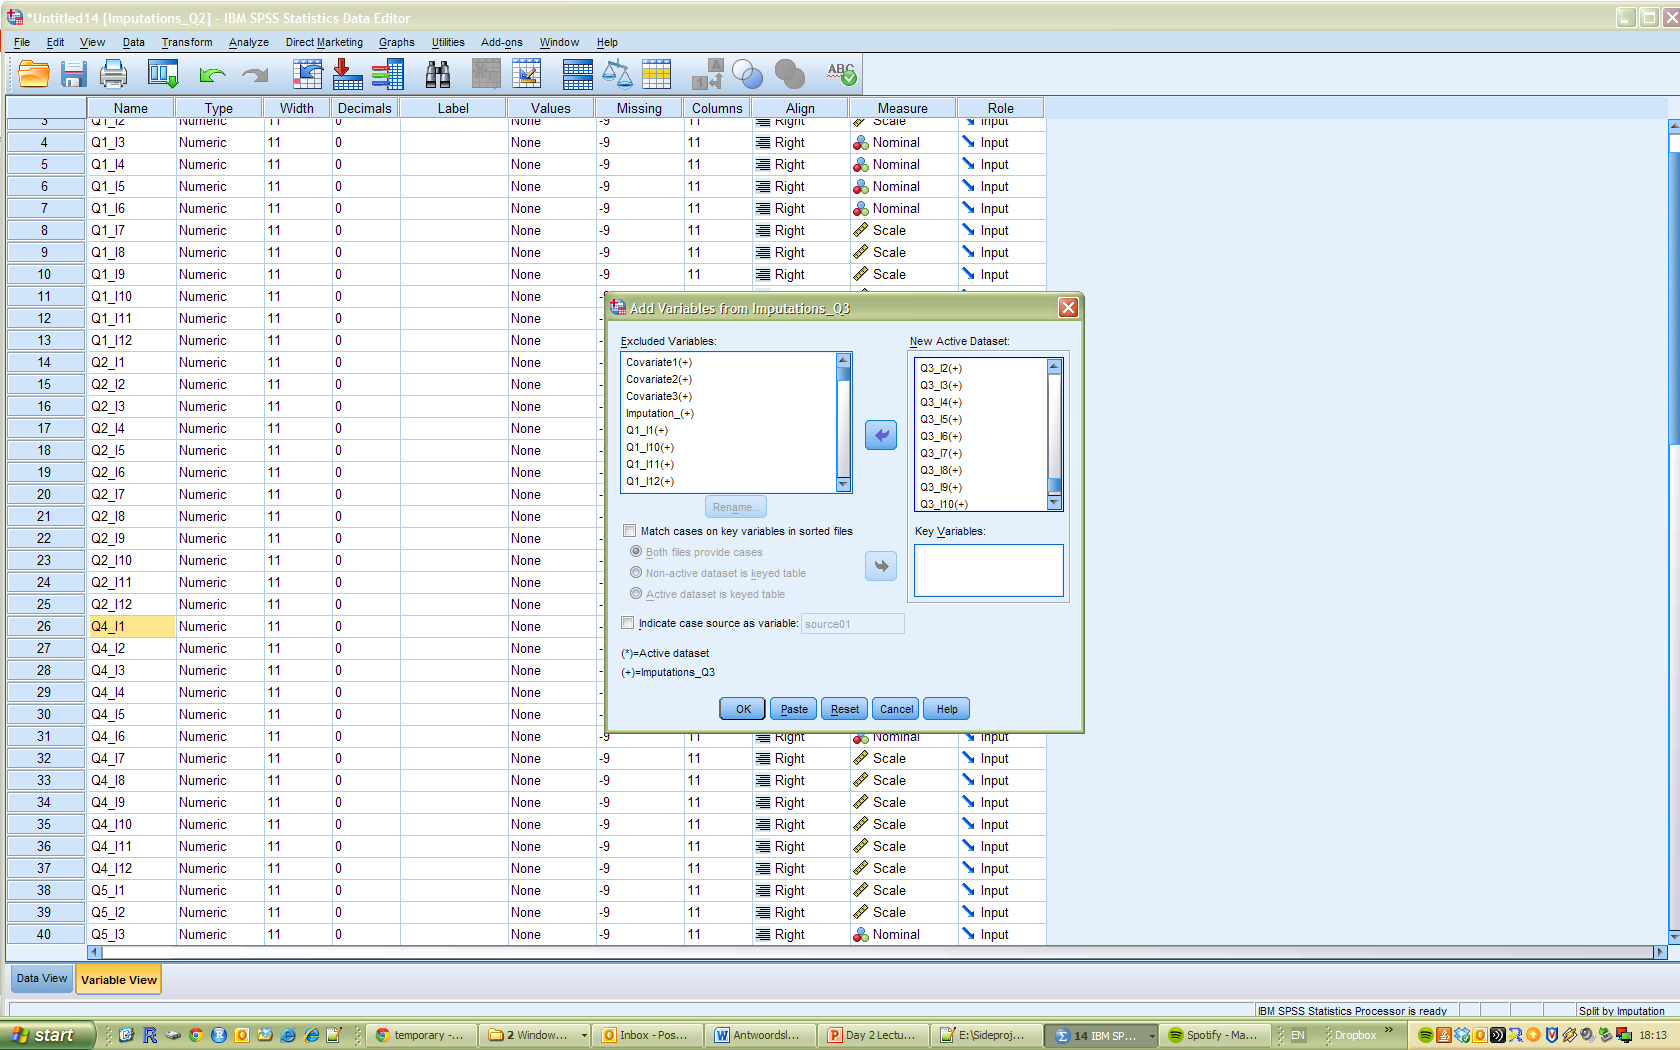 *Untitled14 [Imputations_Q2] - IBM SPSS Statistics Data Editor
File Edit View Data Transform Analyze Direct Marketing Graphs Utilities Add-ons Window Help
Name Type Width Decimals Label Values Missing Columns Align Measure Role
3 Q1_I2 Numeric 11 0 None -9 11 Right Scale Input
4 Q1_I3 Numeric 11 0 None -9 11 Right Nominal Input
5 Q1_I4 Numeric 11 0 None -9 11 Right Nominal Input
6 Q1_I5 Numeric 11 0 None -9 11 Right Nominal Input
7 Q1_I6 Numeric 11 0 None -9 11 Right Nominal Input
8 Q1_I7 Numeric 11 0 None -9 11 Right Scale Input
9 Q1_I8 Numeric 11 0 None -9 11 Right Scale Input
10 Q1_I9 Numeric 11 0 None -9 11 Right Scale Input
11 Q1_I10 Numeric 11 0 None
12 Q1_I11 Numeric 11 0 None
13 Q1_I12 Numeric 11 0 None
14 Q2_I1 Numeric 11 0 None
15 Q2_I2 Numeric 11 0 None
16 Q2_I3 Numeric 11 0 None
17 Q2_I4 Numeric 11 0 None
18 Q2_I5 Numeric 11 0 None
19 Q2_I6 Numeric 11 0 None
20 Q2_I7 Numeric 11 0 None
21 Q2_I8 Numeric 11 0 None
22 Q2_I9 Numeric 11 0 None
23 Q2_I10 Numeric 11 0 None
24 Q2_I11 Numeric 11 0 None
25 Q2_I12 Numeric 11 0 None
26 Q4_I1 Numeric 11 0 None
27 Q4_I2 Numeric 11 0 None
28 Q4_I3 Numeric 11 0 None
29 Q4_I4 Numeric 11 0 None
30 Q4_I5 Numeric 11 0 None
31 Q4_I6 Numeric 11 0 None -9 11 Right Nominal Input
32 Q4_I7 Numeric 11 0 None -9 11 Right Scale Input
33 Q4_I8 Numeric 11 0 None -9 11 Right Scale Input
34 Q4_I9 Numeric 11 0 None -9 11 Right Scale Input
35 Q4_I10 Numeric 11 0 None -9 11 Right Scale Input
36 Q4_I11 Numeric 11 0 None -9 11 Right Scale Input
37 Q4_I12 Numeric 11 0 None -9 11 Right Scale Input
38 Q5_I1 Numeric 11 0 None -9 11 Right Scale Input
39 Q5_I2 Numeric 11 0 None -9 11 Right Scale Input
40 Q5_I3 Numeric 11 0 None -9 11 Right Nominal Input
Add Variables from Imputations_Q3
Excluded Variables:
Covariate1(+)
Covariate2(+)
Covariate3(+)
Imputation_(+)
Q1_I1(+)
Q1_I10(+)
Q1_I11(+)
Q1_I12(+)
Rename...
New Active Dataset:
Q3_I2(+)
Q3_I3(+)
Q3_I4(+)
Q3_I5(+)
Q3_I6(+)
Q3_I7(+)
Q3_I8(+)
Q3_I9(+)
Q3_I10(+)
Match cases on key variables in sorted files
Both files provide cases
Non-active dataset is keyed table
Active dataset is keyed table
Key Variables:
Indicate case source as variable: source01
(*)=Active dataset
(+)=Imputations_Q3
OK Paste Reset Cancel Help
Data View Variable View
IBM SPSS Statistics Processor is ready Split by Imputation
start temporary -... 2 Window... Inbox - Pos... Antwoordsl... Day 2 Lectu... E:\Sideproj... 14 IBM SP... Spotify - Ma... EN Dropbox » 18:13